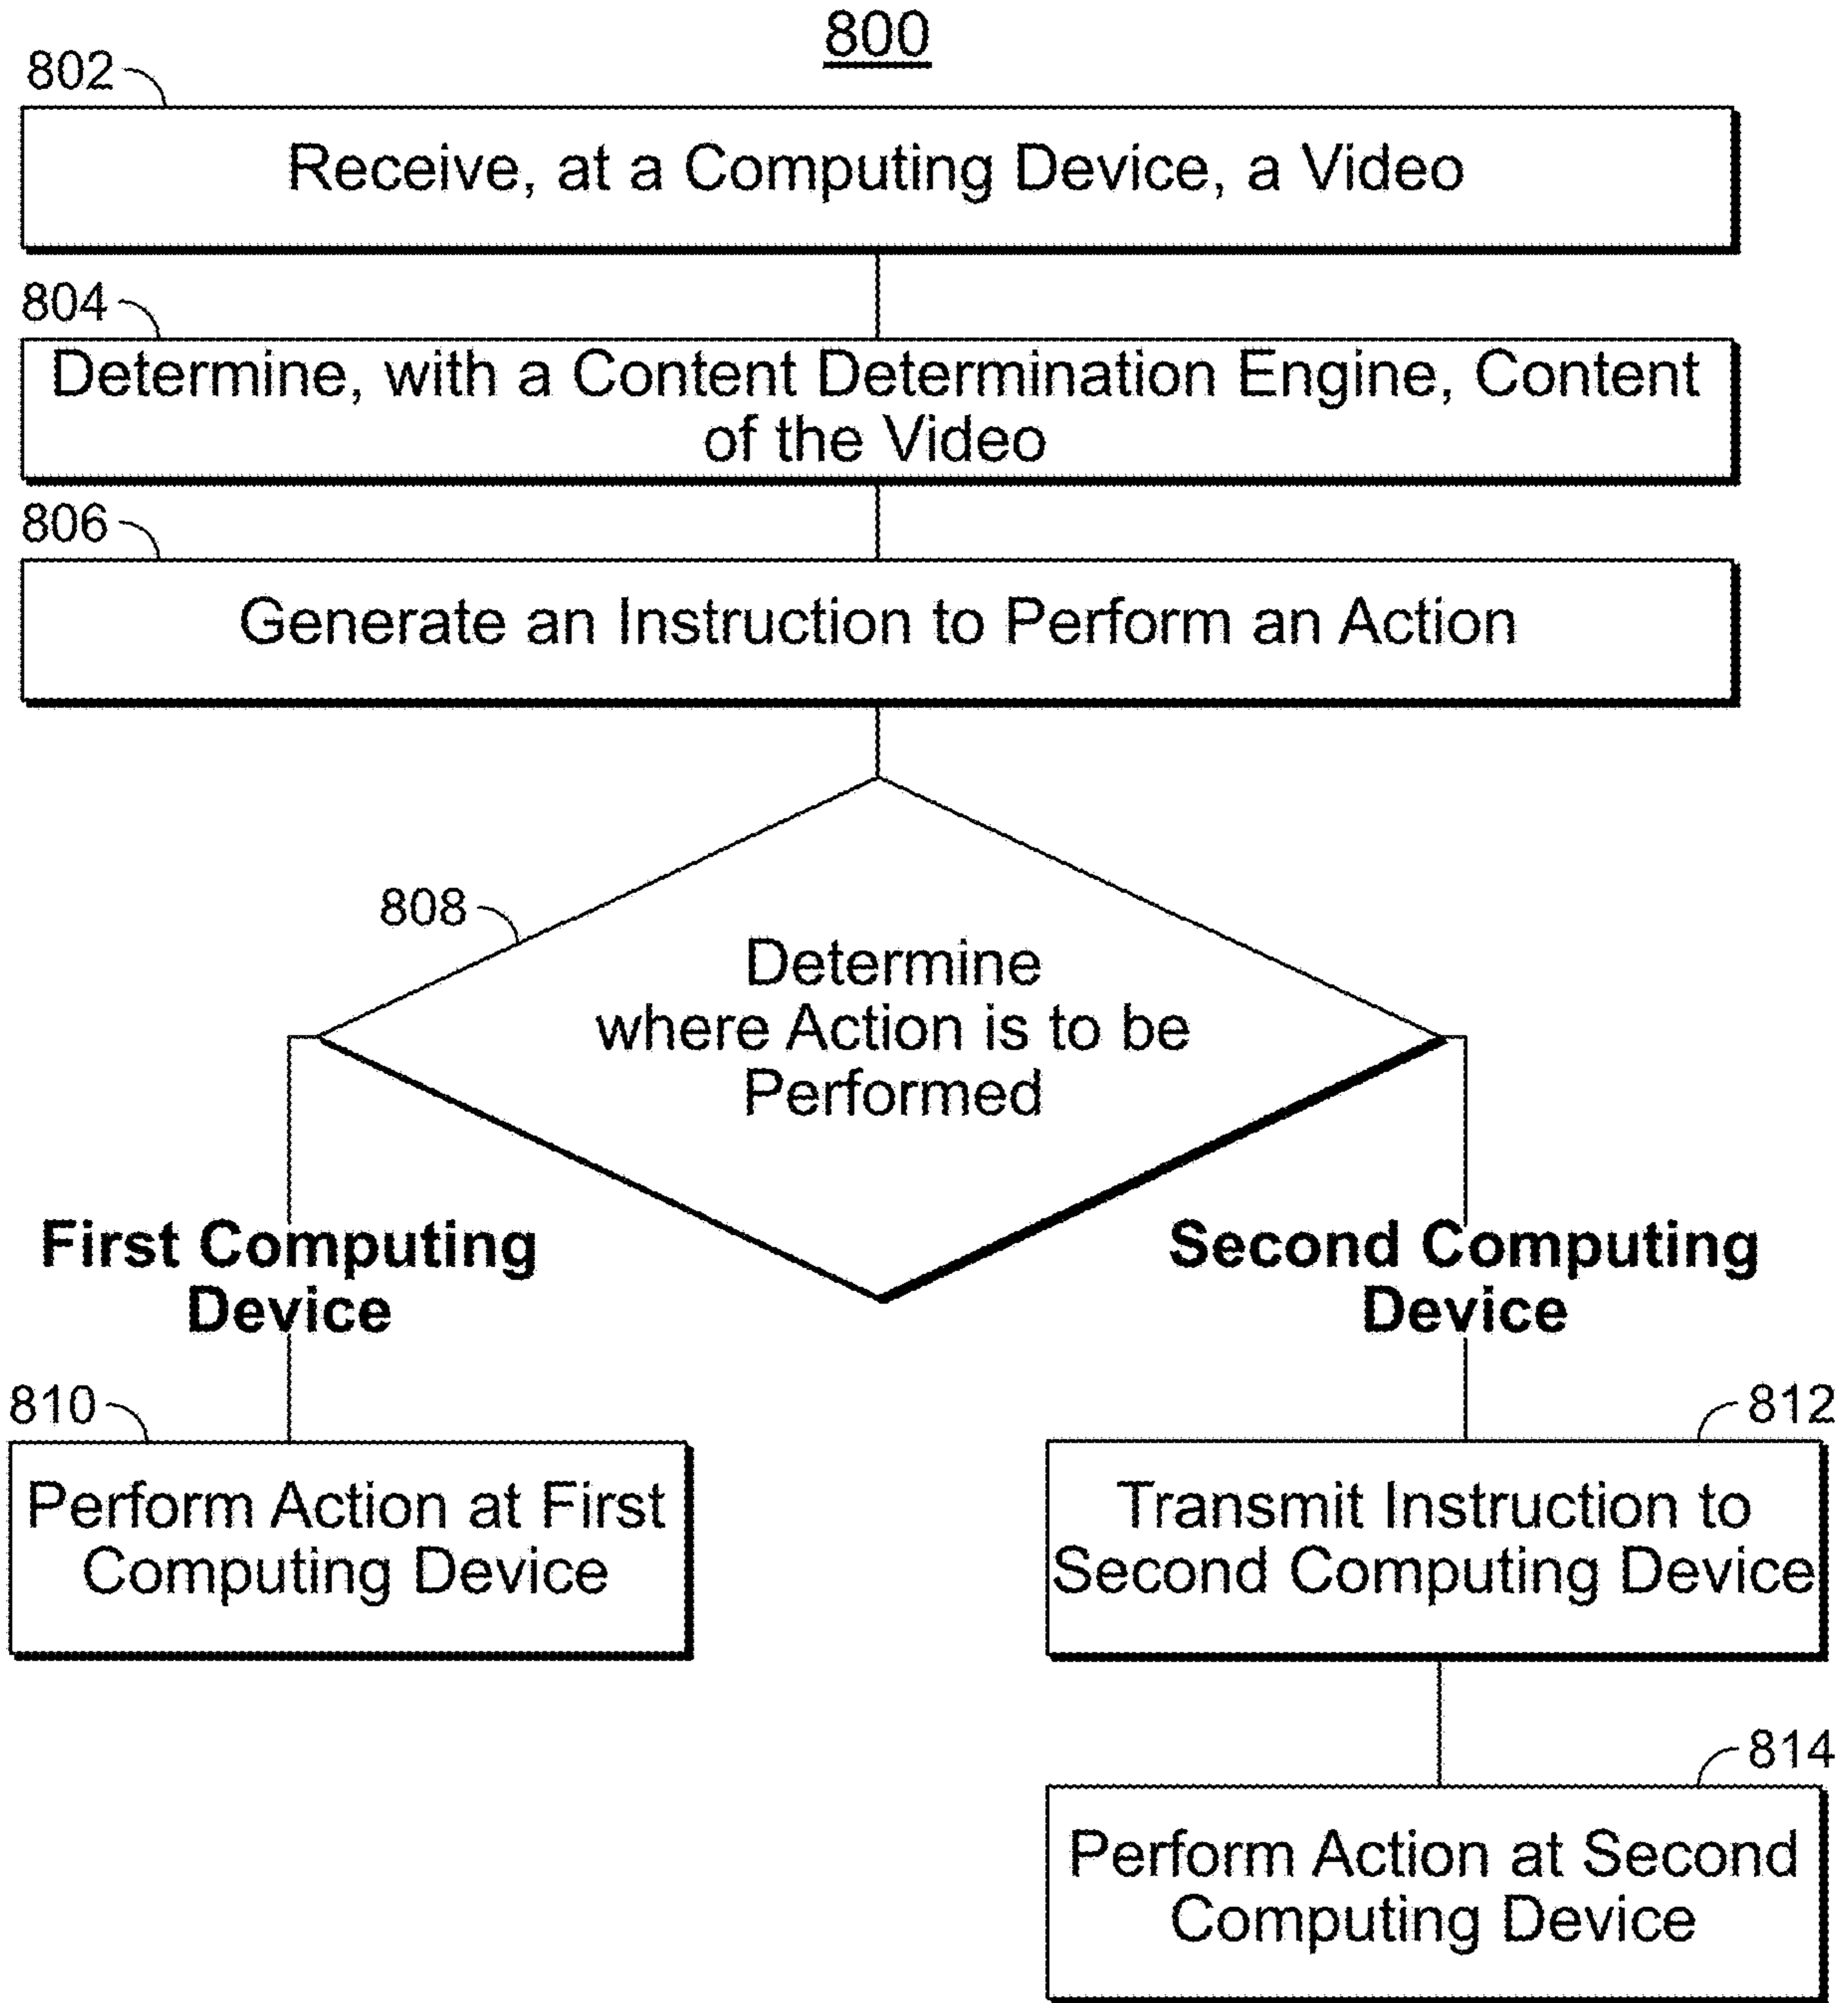 800
802
Receive, at a Computing Device, a Video
804
Determine, with a Content Determination Engine, Content
of the Video
806
Generate an Instruction to Perform an Action
808
Determine
where Action is to be
Performed
First Computing
Device
Second Computing
Device
810
Perform Action at First
Computing Device
812
Transmit Instruction to
Second Computing Device
814
Perform Action at Second
Computing Device